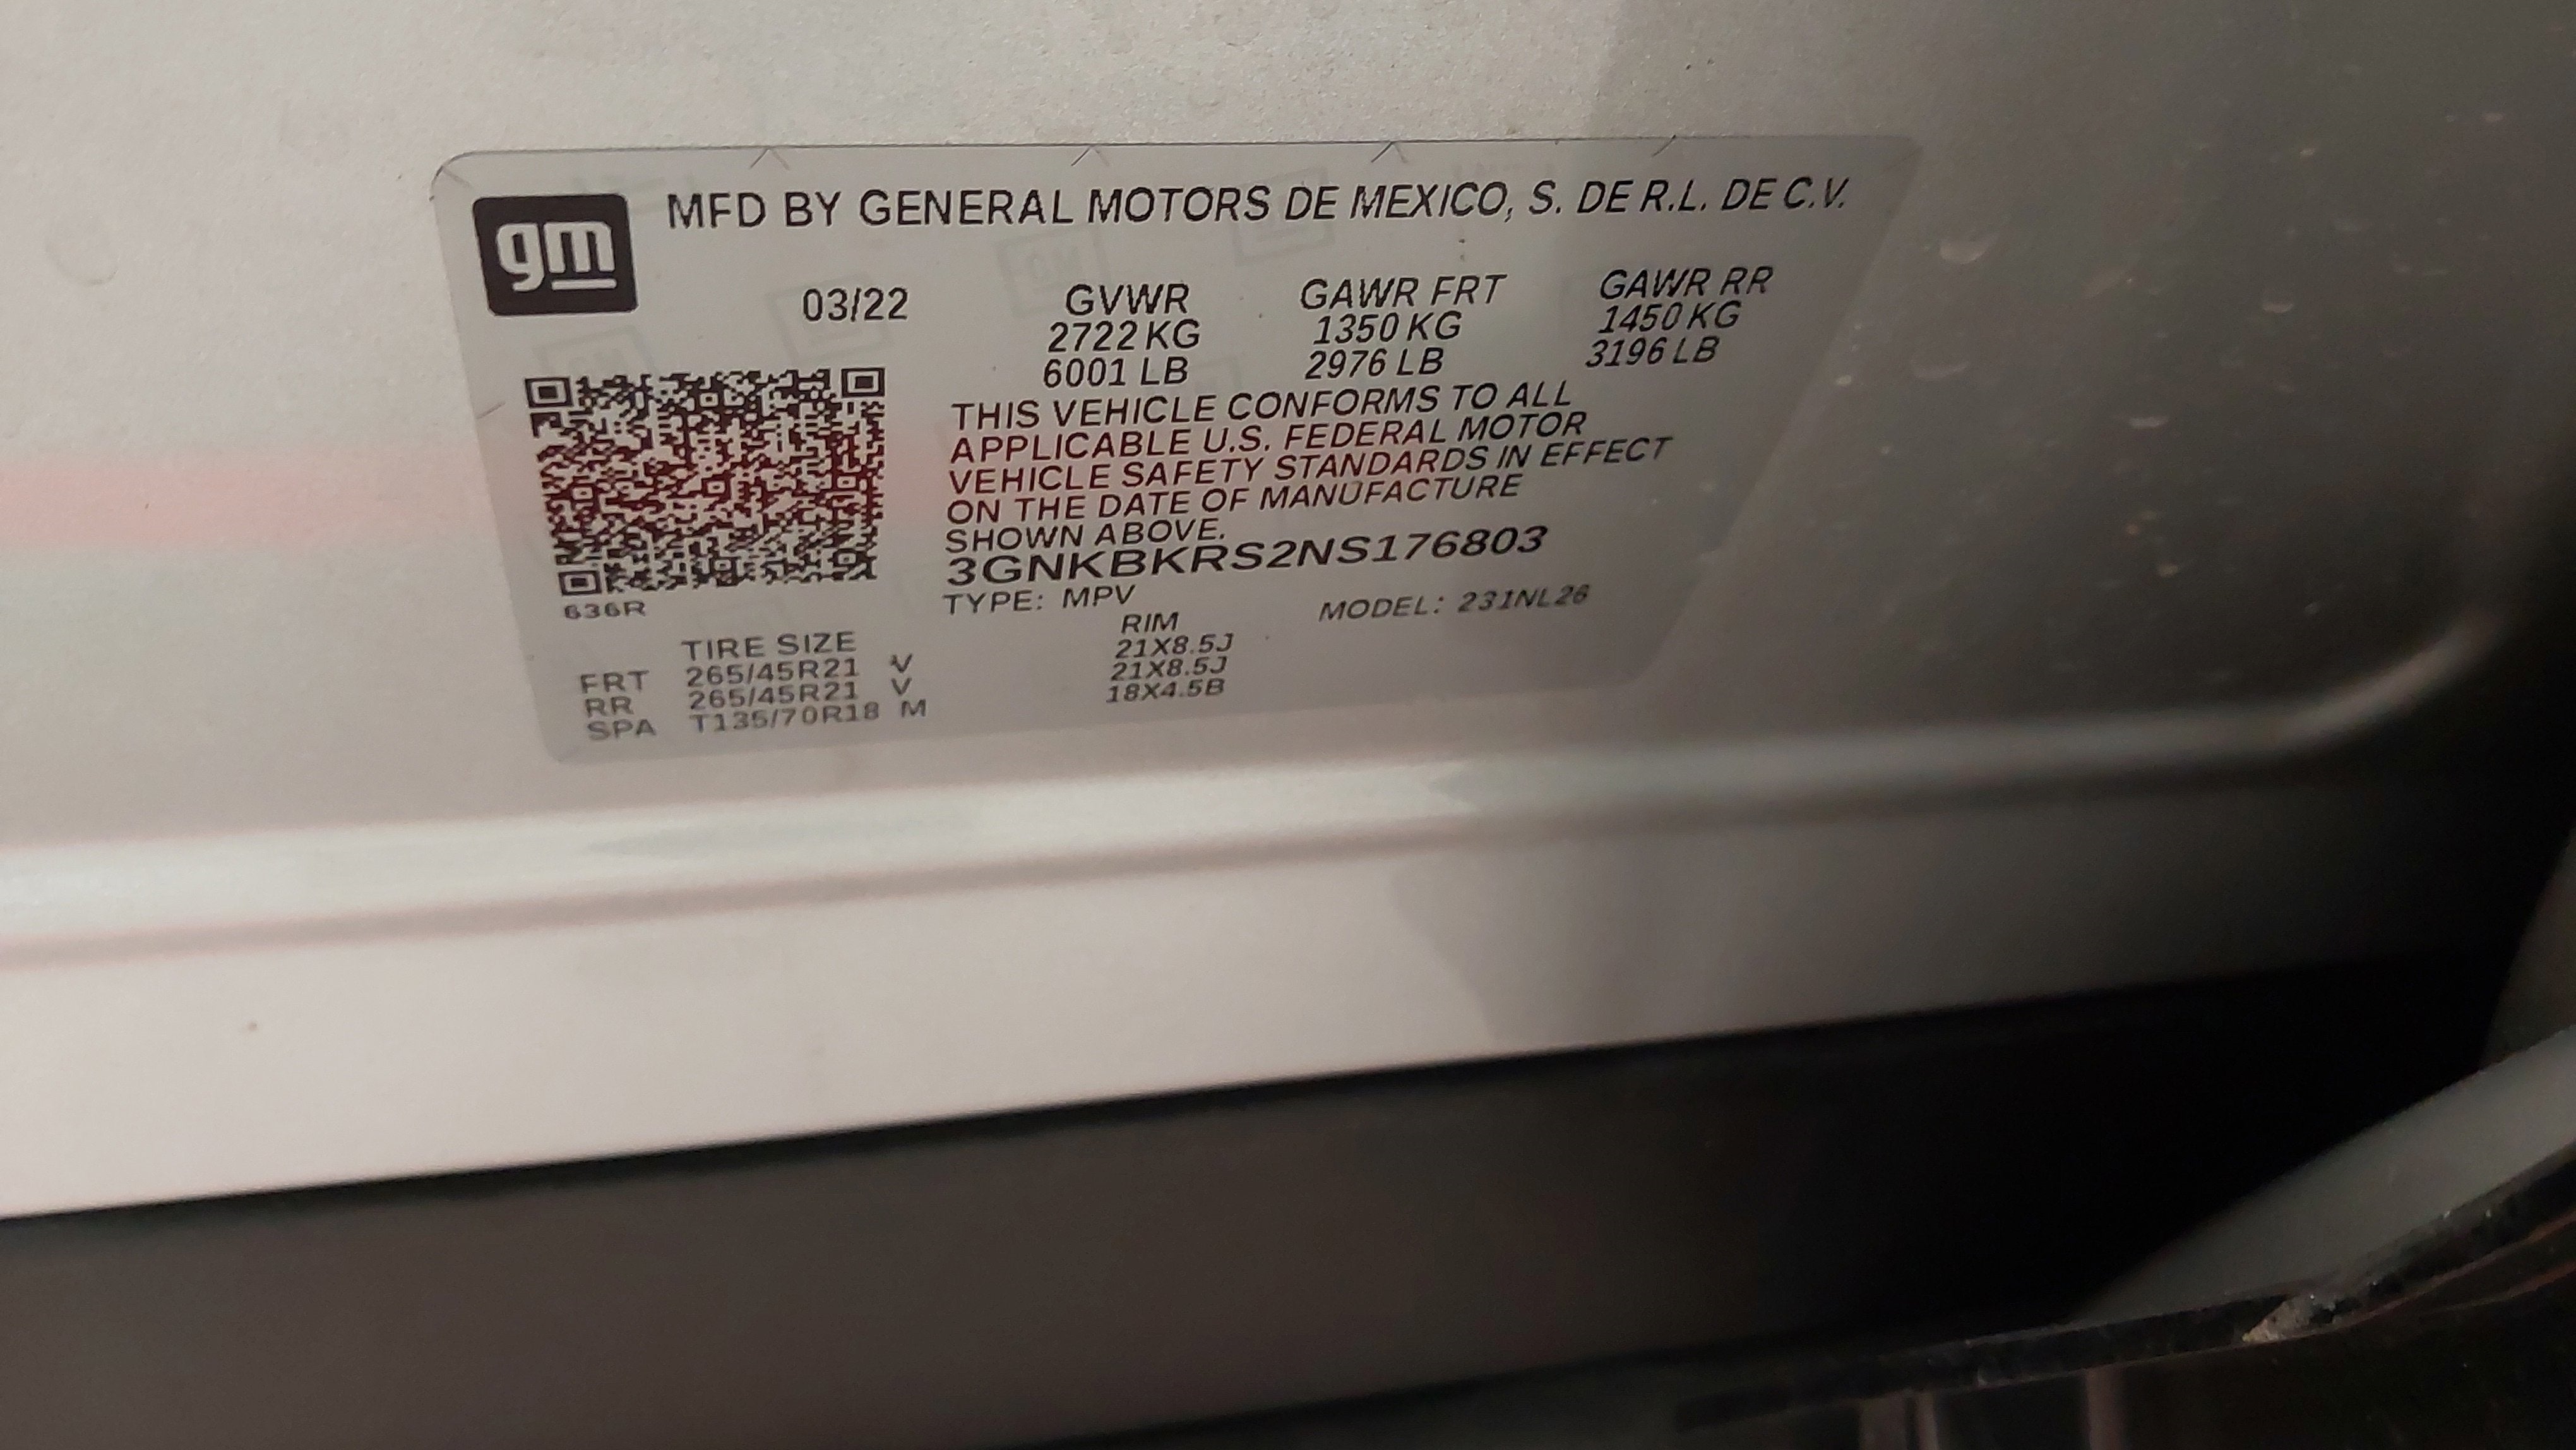 gm
MFD BY GENERAL MOTORS DE MEXICO, S. DE R.L. DE C.V.
03/22 GVWR GAWR FRT GAWR RR
2722 KG 1350 KG 1450 KG
6001 LB 2976 LB 3196 LB
THIS VEHICLE CONFORMS TO ALL
APPLICABLE U.S. FEDERAL MOTOR
VEHICLE SAFETY STANDARDS IN EFFECT
ON THE DATE OF MANUFACTURE
SHOWN ABOVE.
3GNKBKRS2NS176803
636R
TYPE: MPV MODEL: 231NL26
TIRE SIZE RIM
FRT 265/45R21 V 21X8.5J
RR 265/45R21 V 21X8.5J
SPA T135/70R18 M 18X4.5B